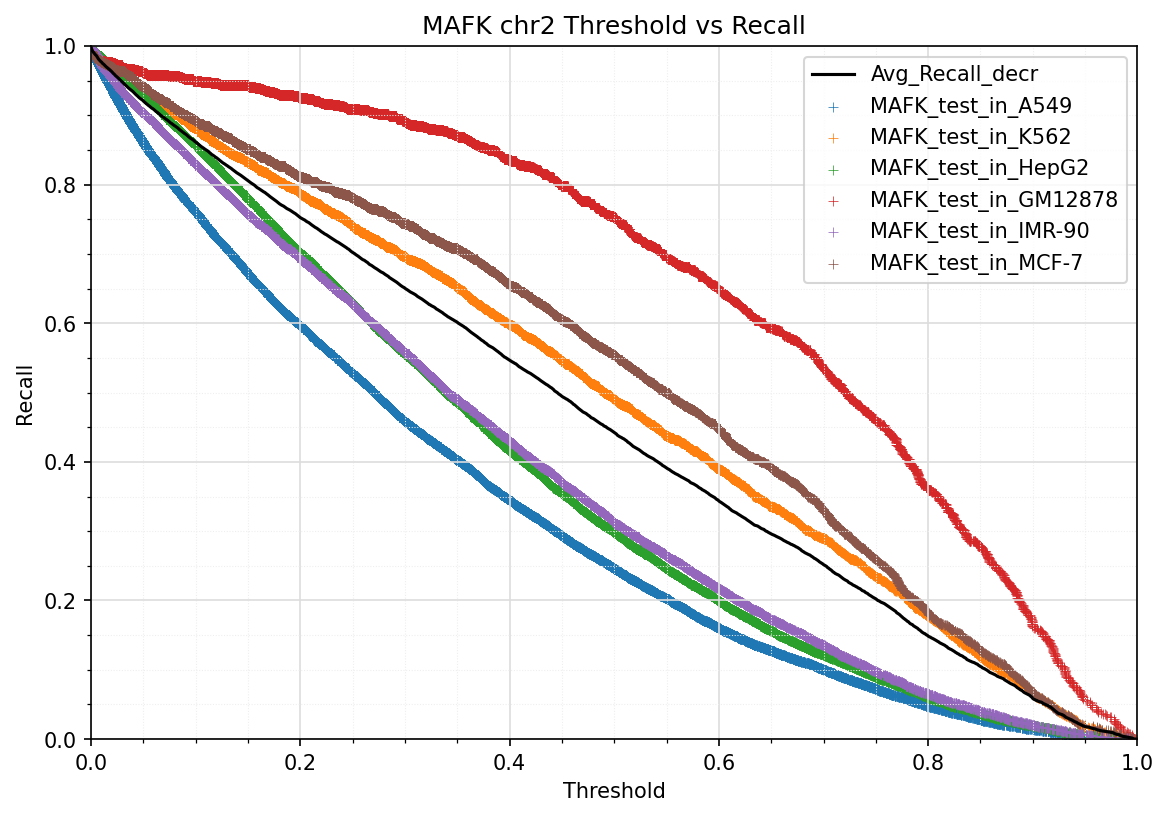 MAFK chr2 Threshold vs Recall
1.0
0.8
0.6
0.4
0.2
0.0
Recall
Avg_Recall_decr
MAFK_test_in_A549
MAFK_test_in_K562
MAFK_test_in_HepG2
MAFK_test_in_GM12878
MAFK_test_in_IMR-90
MAFK_test_in_MCF-7
0.0 0.2 0.4 0.6 0.8 1.0
Threshold